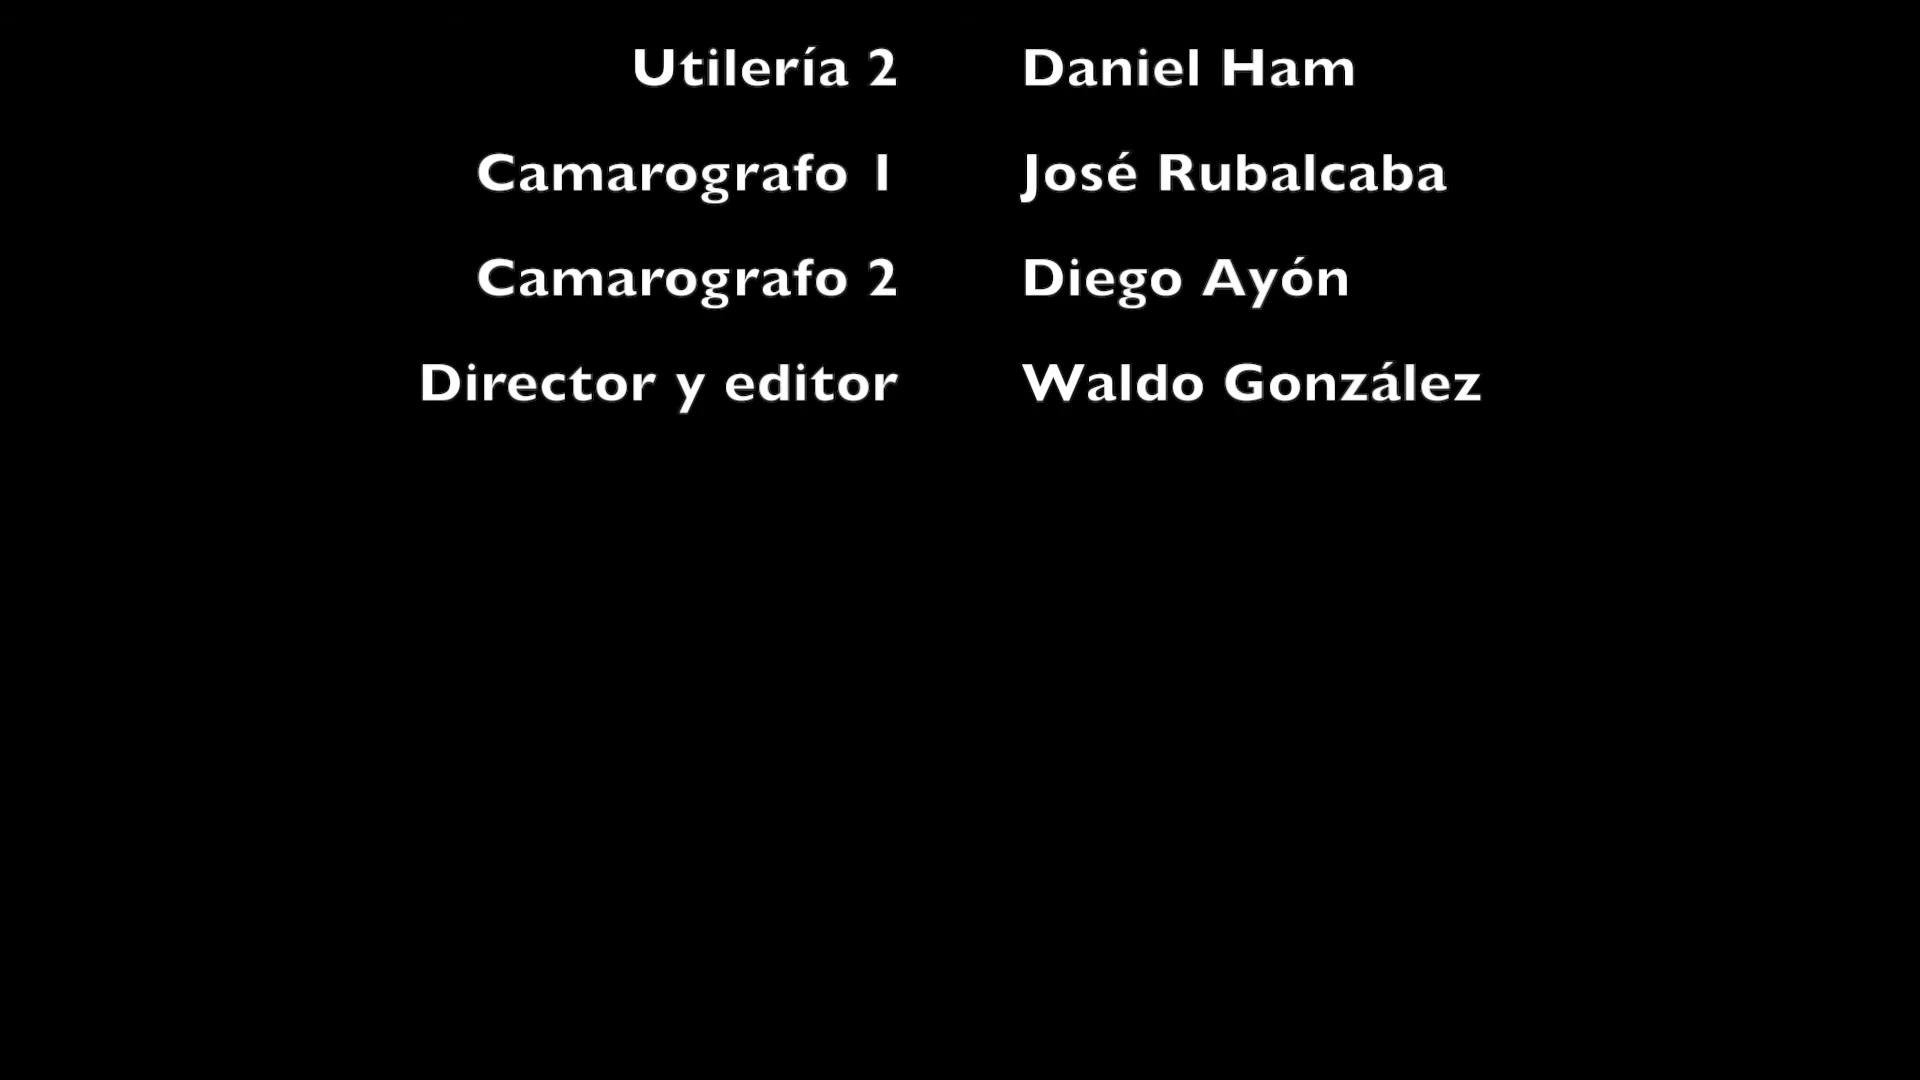 Utilería 2 Daniel Ham
Camarografo 1 José Rubalcaba
Camarografo 2 Diego Ayón
Director y editor Waldo González